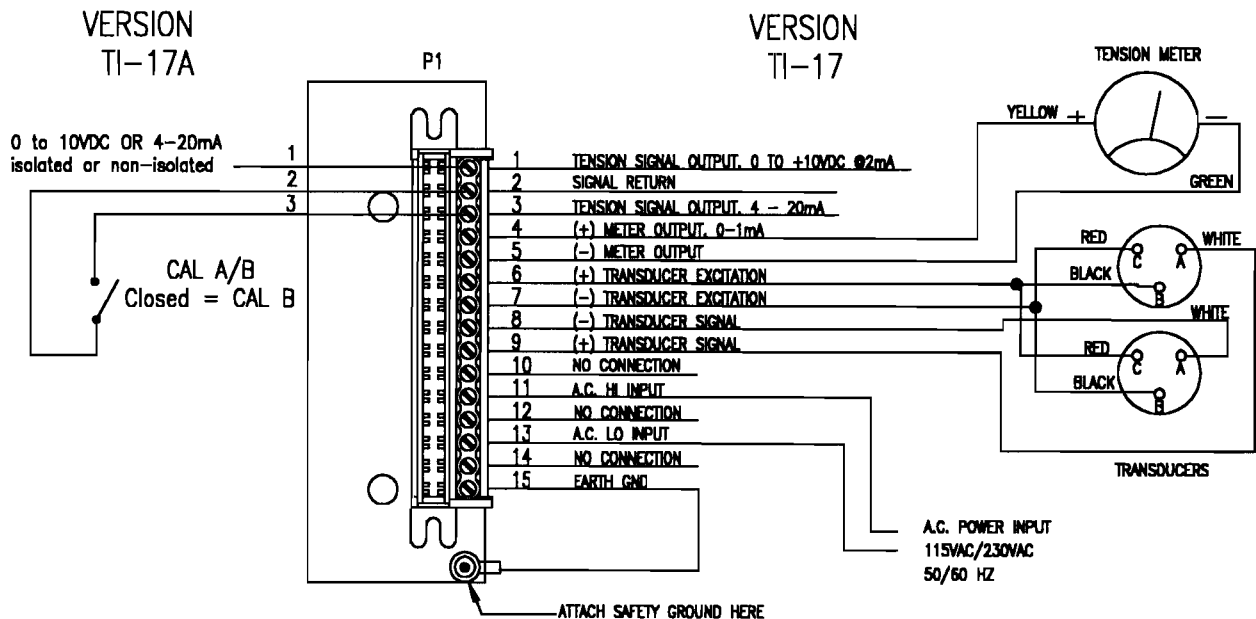 VERSION
TI-17A
P1
VERSION
TI-17
TENSION METER
0 to 10VDC OR 4-20mA
isolated or non-isolated
1
2
3
CAL A/B
Closed = CAL B
1 TENSION SIGNAL OUTPUT. 0 TO +10VDC @2mA
2 SIGNAL RETURN
3 TENSION SIGNAL OUTPUT. 4 - 20mA
4 (+) METER OUTPUT. 0-1mA
5 (-) METER OUTPUT
6 (+) TRANSDUCER EXCITATION
7 (-) TRANSDUCER EXCITATION
8 (-) TRANSDUCER SIGNAL
9 (+) TRANSDUCER SIGNAL
10 NO CONNECTION
11 A.C. HI INPUT
12 NO CONNECTION
13 A.C. LO INPUT
14 NO CONNECTION
15 EARTH GND
YELLOW + -
GREEN
RED C A WHITE
BLACK B
WHITE
RED C A
BLACK B
TRANSDUCERS
A.C. POWER INPUT
115VAC/230VAC
50/60 HZ
ATTACH SAFETY GROUND HERE